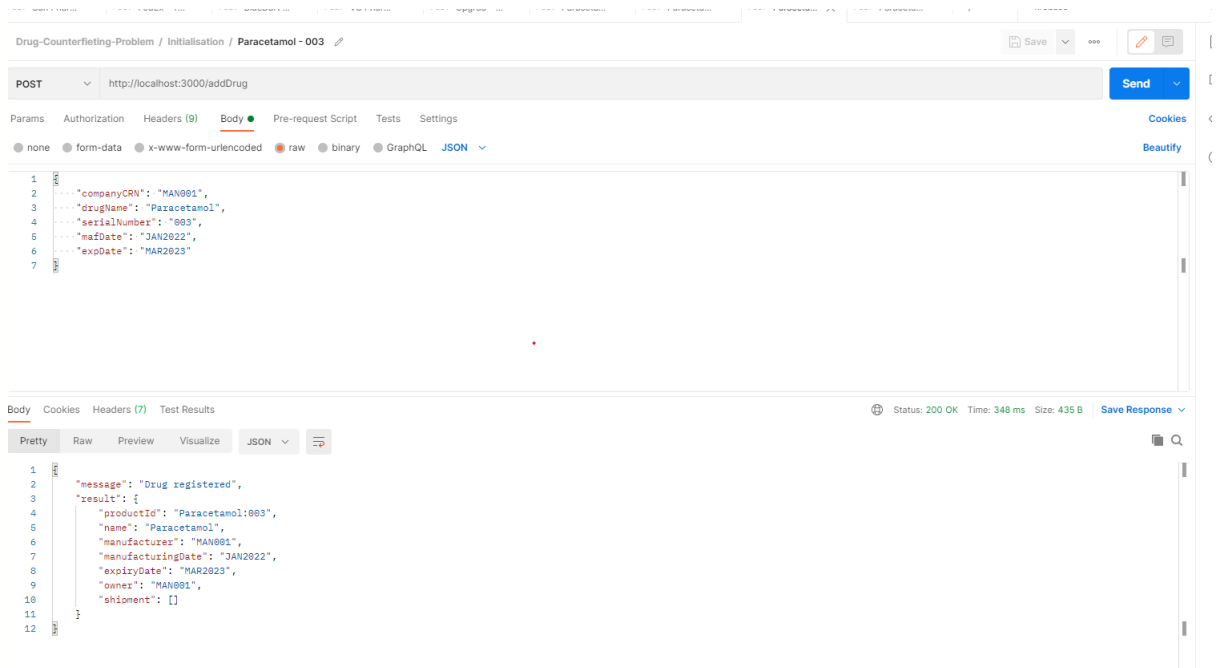 Drug-Counterfieting-Problem / Initialisation / Paracetamol - 003
Save
POST http://localhost:3000/addDrug Send
Params Authorization Headers (9) Body Pre-request Script Tests Settings Cookies
none form-data x-www-form-urlencoded raw binary GraphQL JSON Beautify
1 {
2 "companyCRN": "MAN001",
3 "drugName": "Paracetamol",
4 "serialNumber": "003",
5 "mafDate": "JAN2022",
6 "expDate": "MAR2023"
7 }
Body Cookies Headers (7) Test Results Status: 200 OK Time: 348 ms Size: 435 B Save Response
Pretty Raw Preview Visualize JSON
1 {
2 "message": "Drug registered",
3 "result": {
4 "productId": "Paracetamol:003",
5 "name": "Paracetamol",
6 "manufacturer": "MAN001",
7 "manufacturingDate": "JAN2022",
8 "expiryDate": "MAR2023",
9 "owner": "MAN001",
10 "shipment": []
11 }
12 }